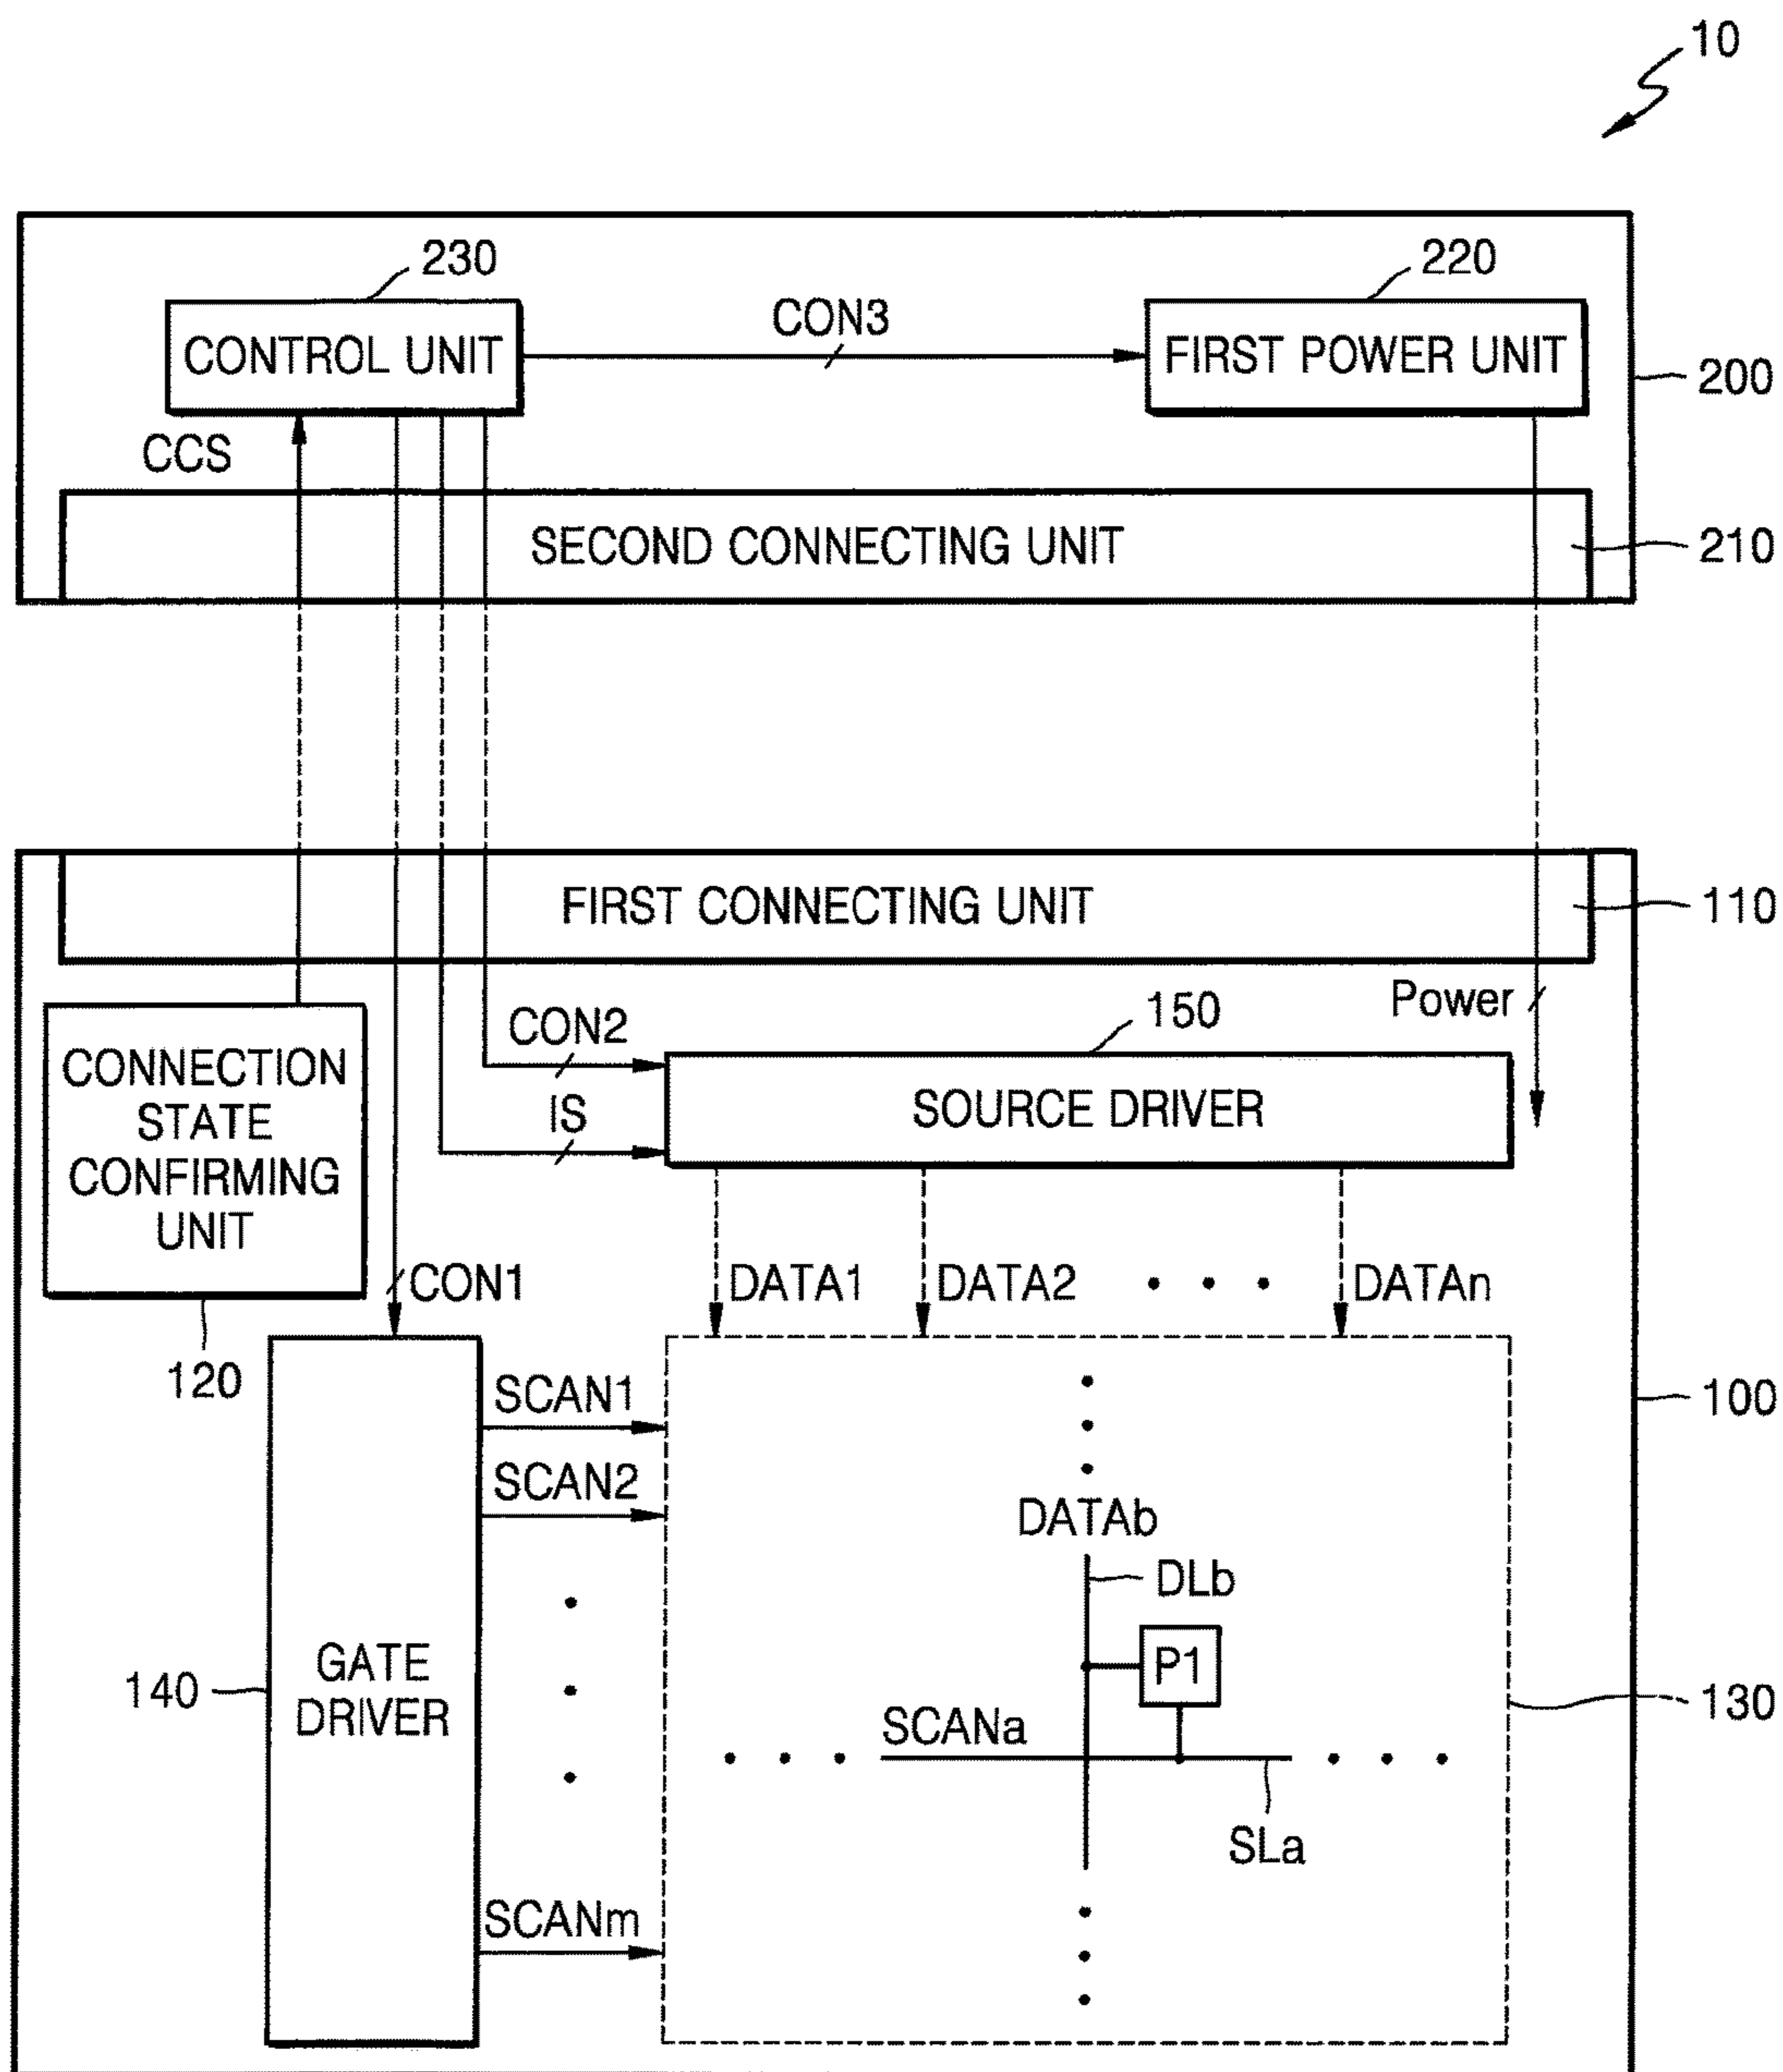 10
230
220
CONTROL UNIT
CON3
FIRST POWER UNIT
200
CCS
SECOND CONNECTING UNIT
210
FIRST CONNECTING UNIT
110
Power
CONNECTION
STATE
CONFIRMING
UNIT
CON2
150
IS
SOURCE DRIVER
CON1
DATA1
DATA2
DATAn
120
SCAN1
100
SCAN2
DATAb
DLb
P1
GATE
DRIVER
140
130
SCANa
SLa
SCANm